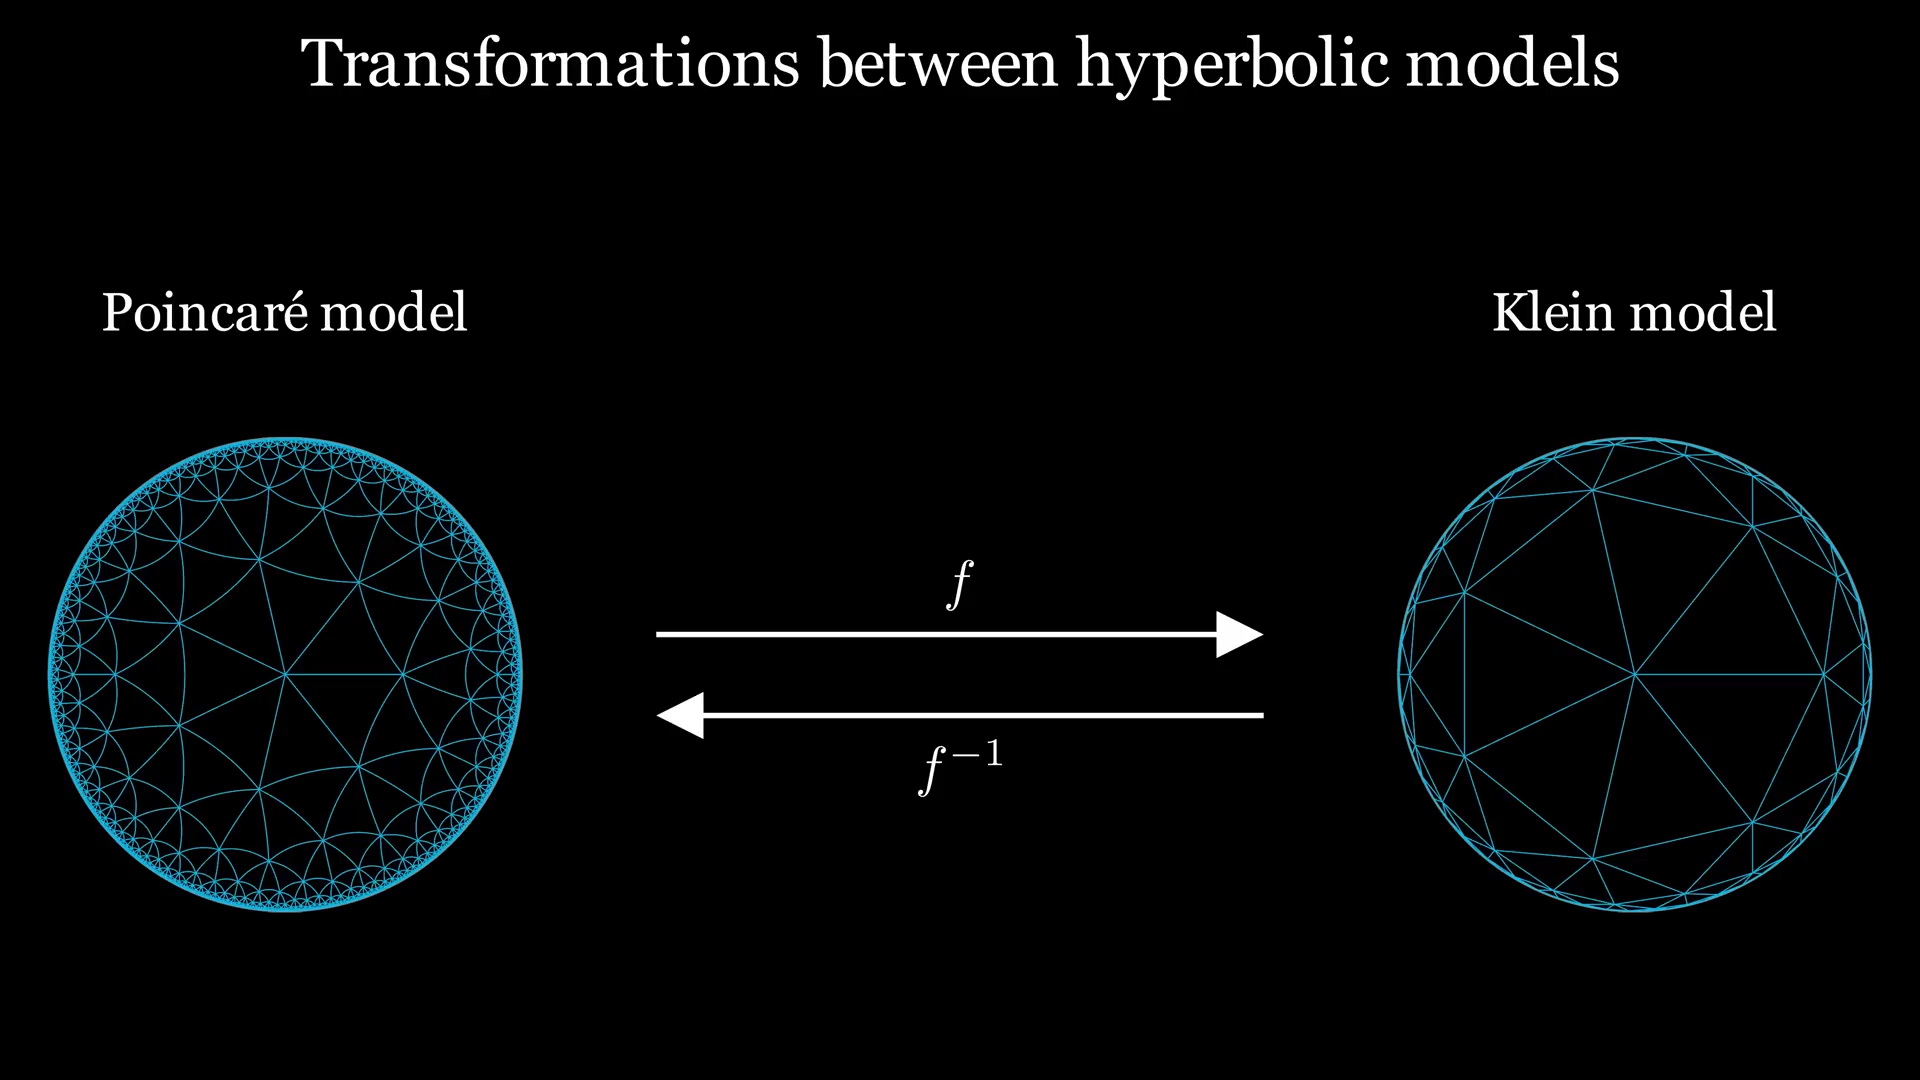 Transformations between hyperbolic models
Poincaré model
Klein model
f
f⁻¹